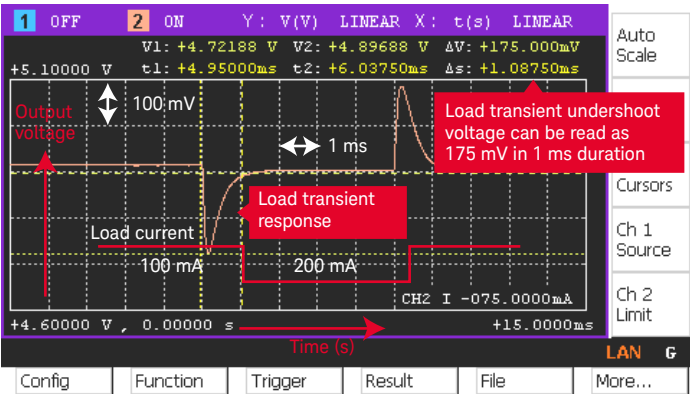 1 OFF 2 ON Y: V(V) LINEAR X: t(s) LINEAR
V1: +4.72188 V V2: +4.89688 V ΔV: +175.000mV
+5.10000 V t1: +4.95000ms t2: +6.03750ms Δs: +1.08750ms
Output
voltage
100 mV
1 ms
Load transient undershoot
voltage can be read as
175 mV in 1 ms duration
Load transient
response
Load current
100 mA
200 mA
CH2 I -075.0000mA
+4.60000 V , 0.00000 s
+15.0000ms
Time (s)
Auto
Scale
Cursors
Ch 1
Source
Ch 2
Limit
LAN G
Config
Function
Trigger
Result
File
More...